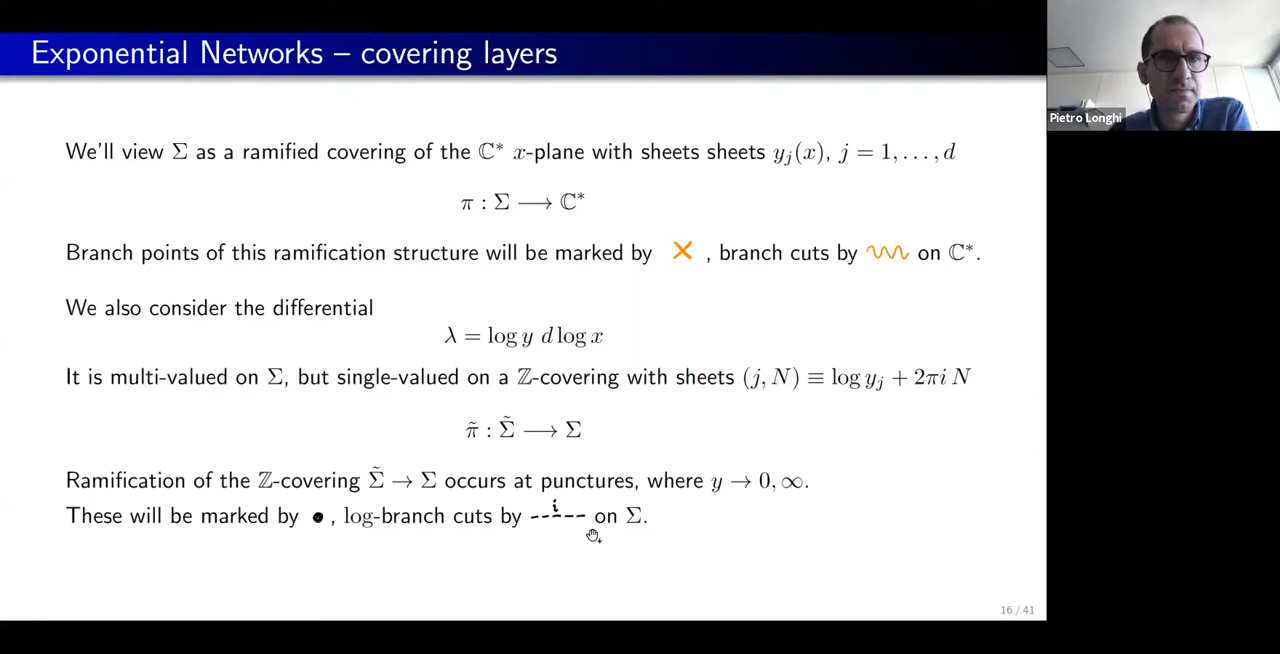 Exponential Networks – covering layers
Pietro Longhi
We'll view Σ as a ramified covering of the ℂ* x-plane with sheets sheets y_j(x), j = 1, . . . , d
π : Σ ⟶ ℂ*
Branch points of this ramification structure will be marked by ✕ , branch cuts by on ℂ*.
We also consider the differential
λ = log y d log x
It is multi-valued on Σ, but single-valued on a ℤ-covering with sheets (j, N) ≡ log y_j + 2πi N
π̃ : Σ̃ ⟶ Σ
Ramification of the ℤ-covering Σ̃ → Σ occurs at punctures, where y → 0, ∞.
These will be marked by • , log-branch cuts by --i-- on Σ.
16 / 41